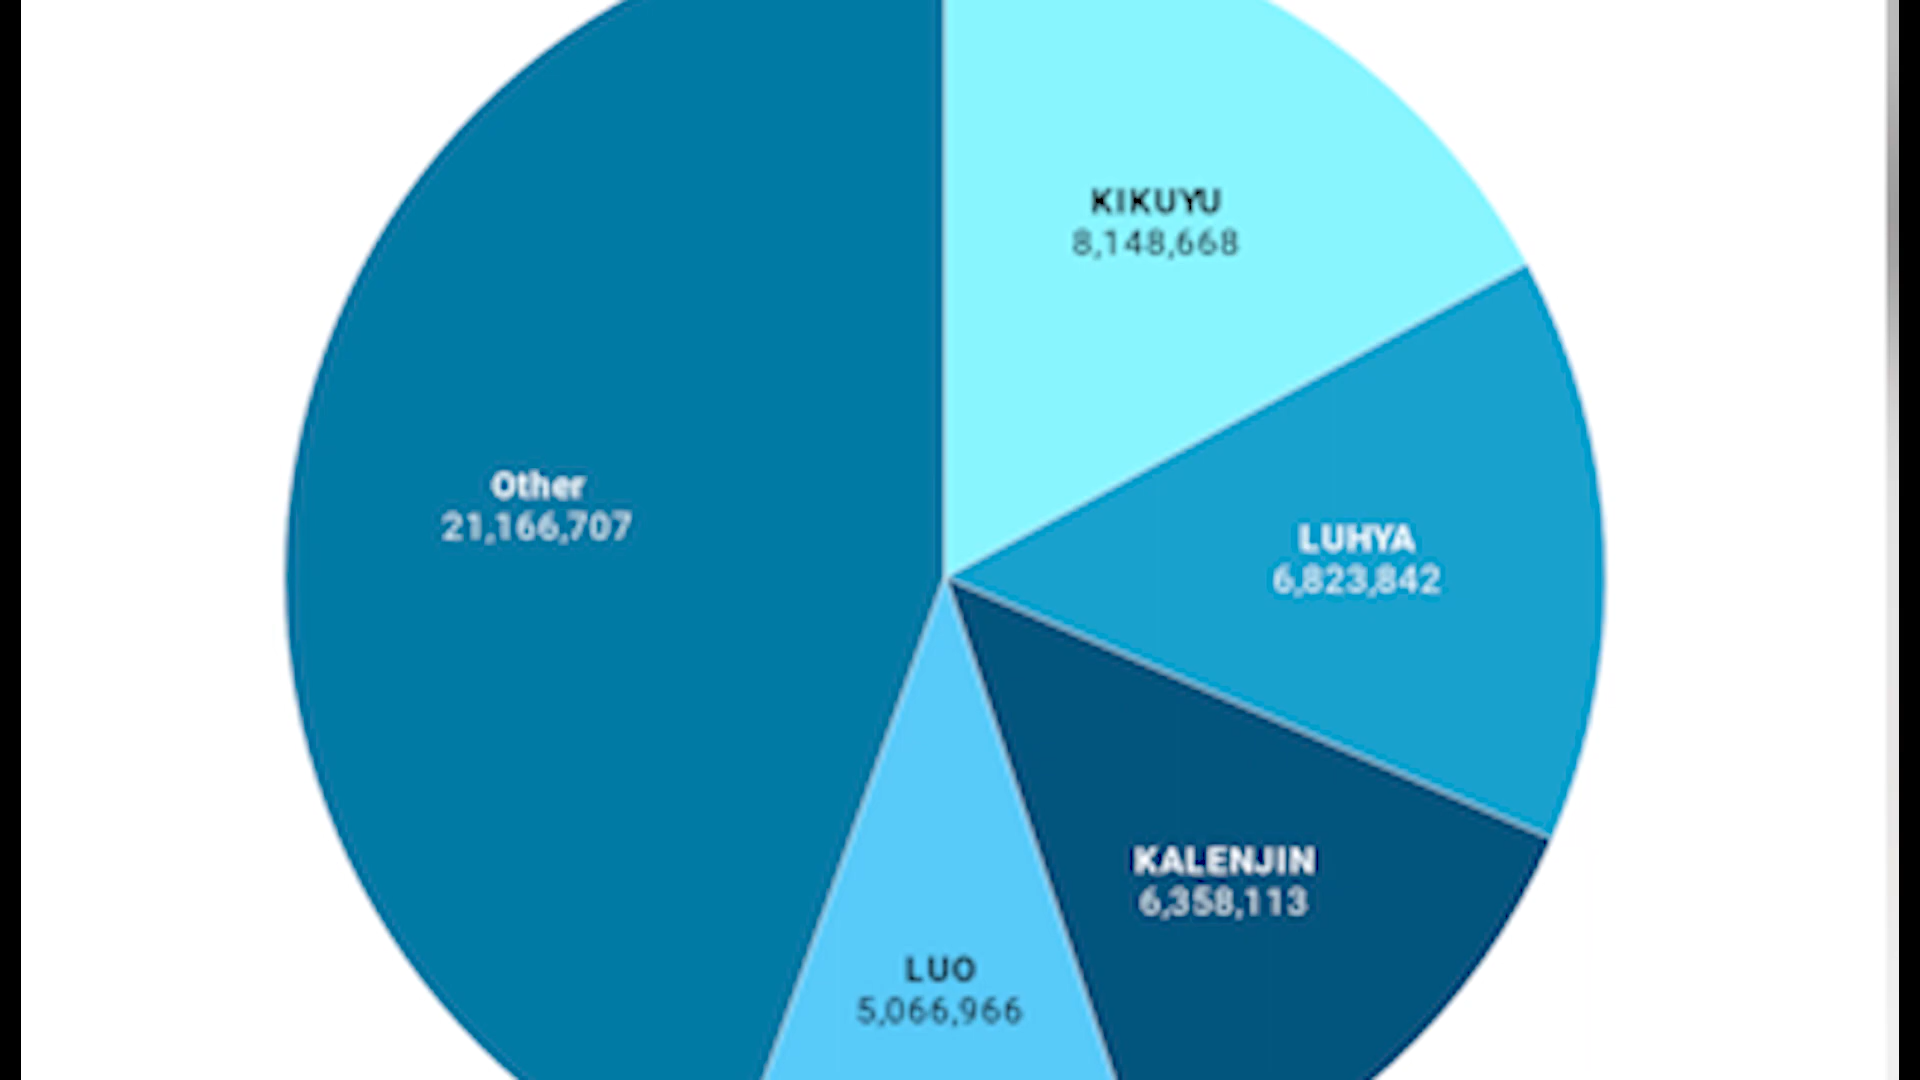 KIKUYU
8,148,668
Other
21,166,707
LUHYA
6,823,842
KALENJIN
6,358,113
LUO
5,066,966